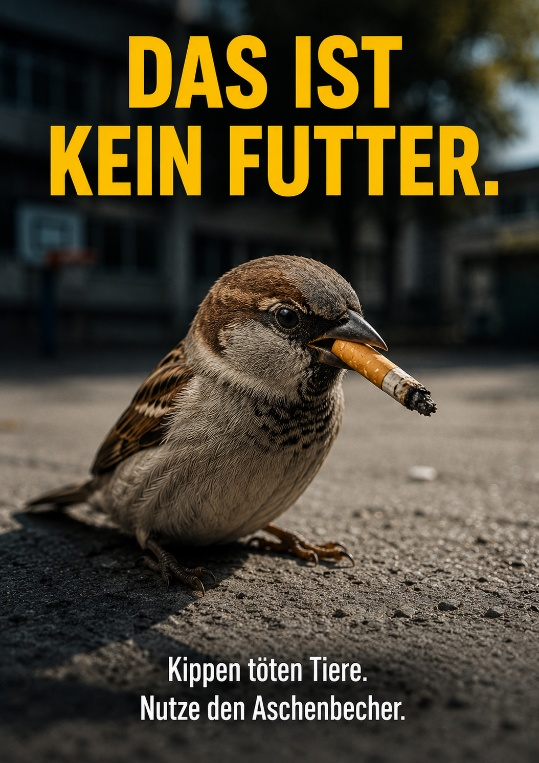 DAS IST
KEIN FUTTER.
Kippen töten Tiere.
Nutze den Aschenbecher.